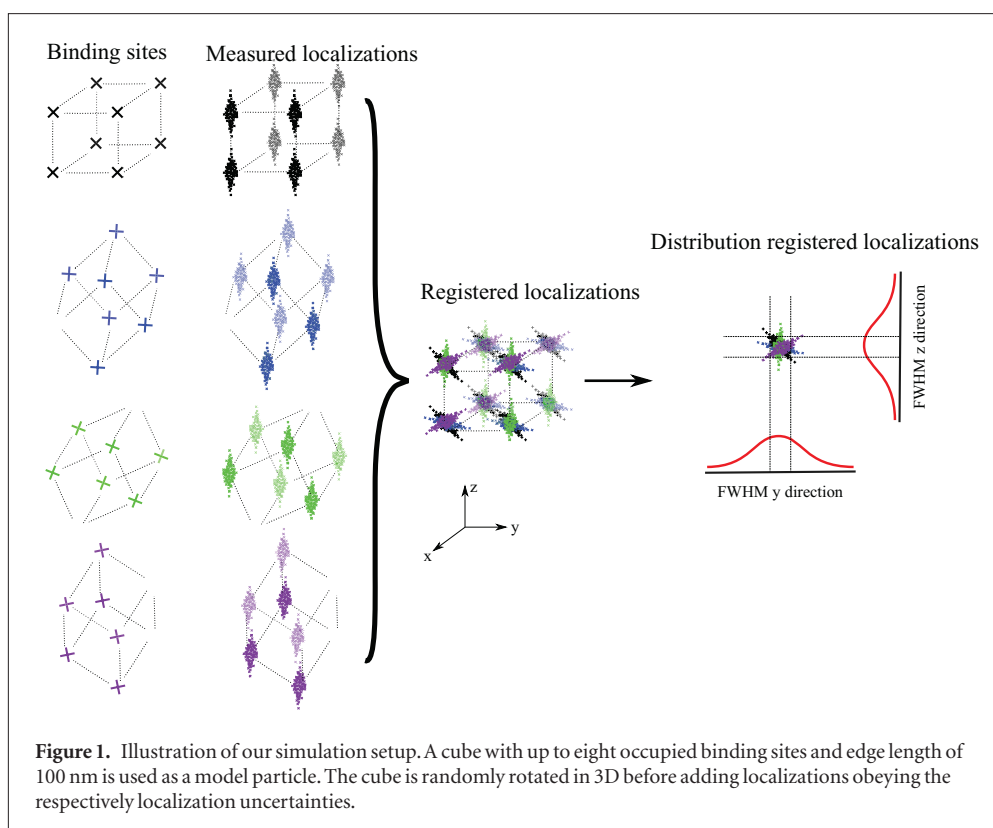 Binding sites
Measured localizations
Registered localizations
Distribution registered localizations
FWHM z direction
FWHM y direction
z
y
x
Figure 1. Illustration of our simulation setup. A cube with up to eight occupied binding sites and edge length of
100 nm is used as a model particle. The cube is randomly rotated in 3D before adding localizations obeying the
respectively localization uncertainties.